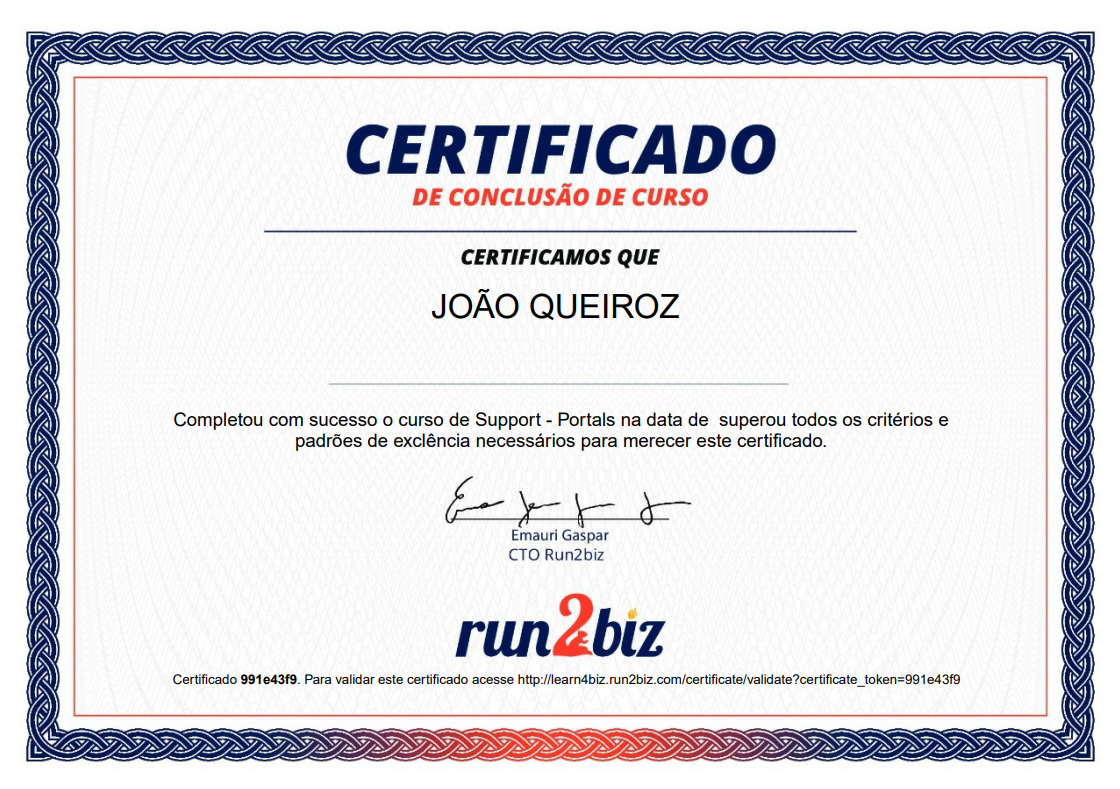 CERTIFICADO
DE CONCLUSÃO DE CURSO
CERTIFICAMOS QUE
JOÃO QUEIROZ
Completou com sucesso o curso de Support - Portals na data de  superou todos os critérios e
padrões de exclência necessários para merecer este certificado.
Emauri Gaspar
CTO Run2biz
run2biz
Certificado 991e43f9. Para validar este certificado acesse http://learn4biz.run2biz.com/certificate/validate?certificate_token=991e43f9